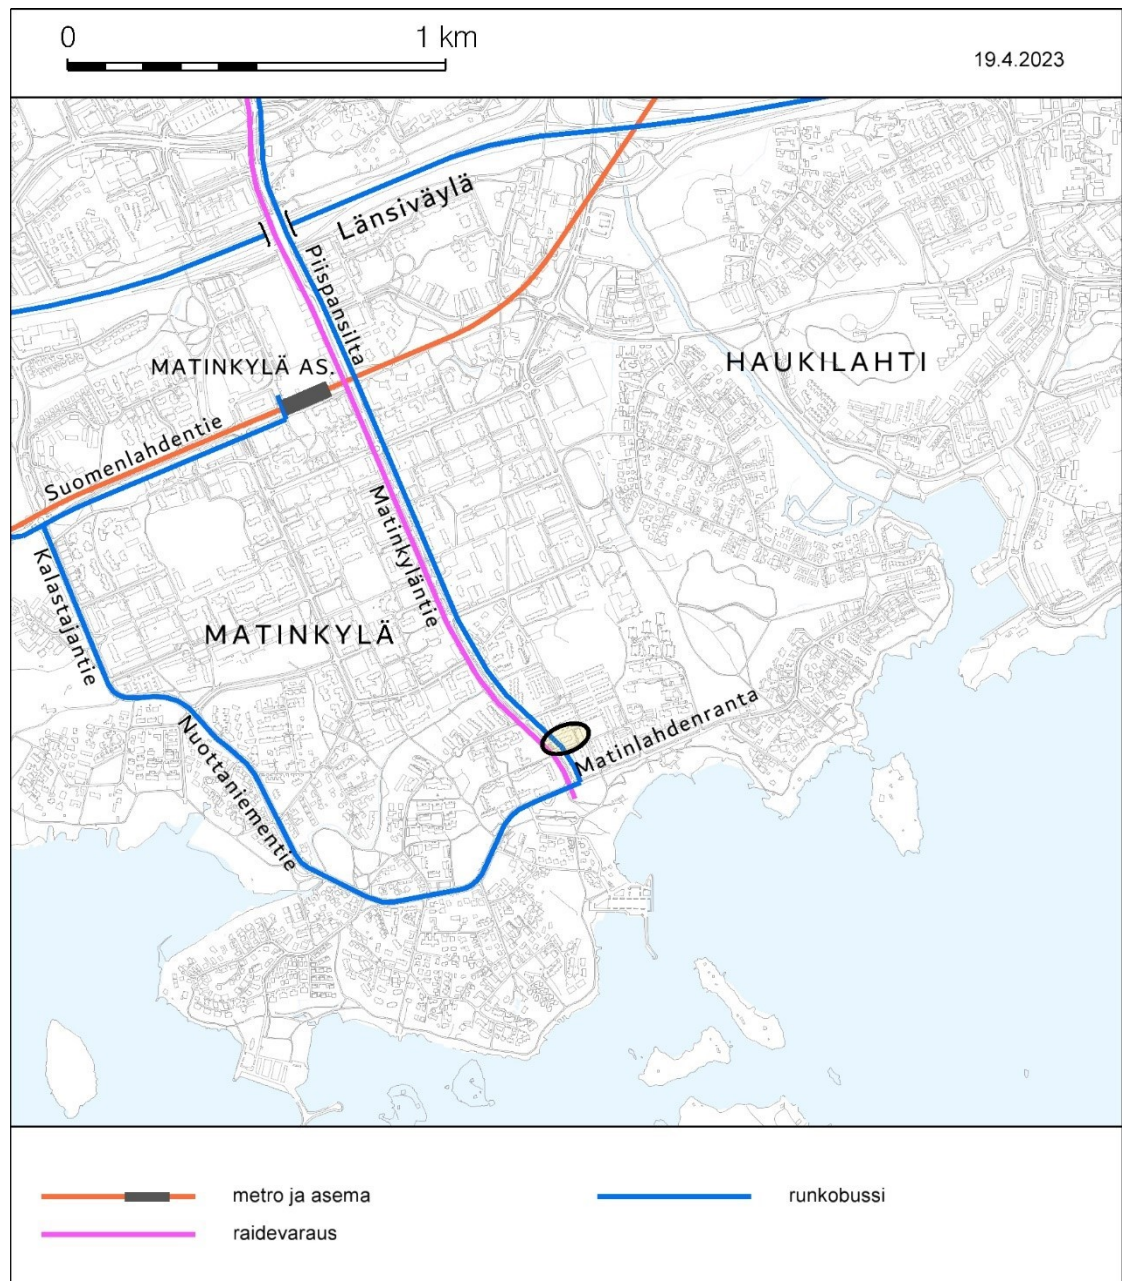 0
1 km
19.4.2023
Länsiväylä
Piispansilta
MATINKYLÄ AS.
HAUKILAHTI
Suomenlahdentie
Matinkyläntie
Kalastajantie
MATINKYLÄ
Nuottaniementie
Matinlahdenranta
metro ja asema
runkobussi
raidevaraus